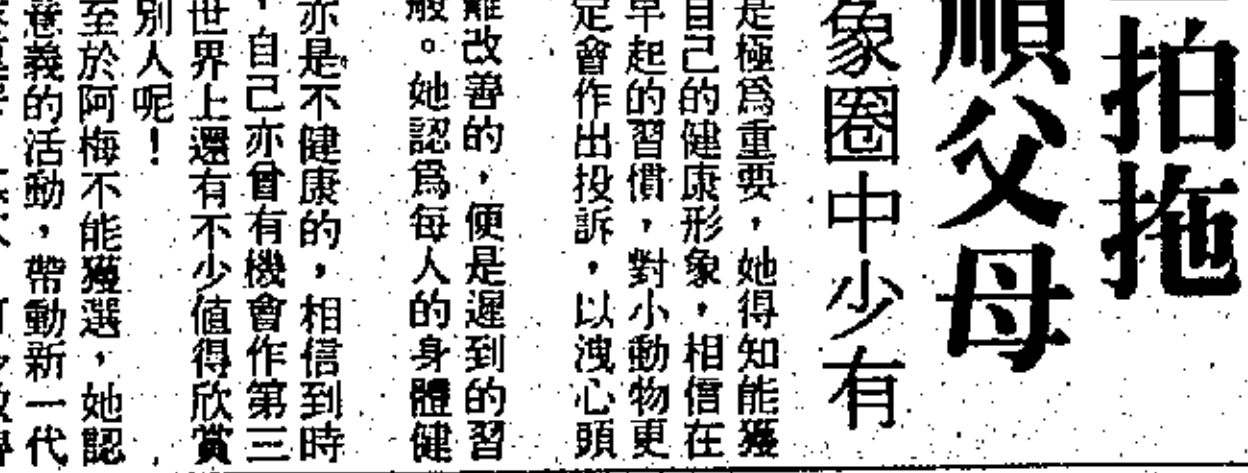 拍拖
順父母
象圈中少有
是極爲重要,她得知能獲
自己的健康形象,相信在
早起的習慣,對小動物更
定會作出投訴,以洩心頭
難改善的,便是遲到的習
般。她認爲每人的身體健
亦是不健康的,相信到時
,自己亦曾有機會作第三
世界上還有不少值得欣賞
別人呢!
至於阿梅不能獲選,她認
意義的活動,帶動新一代